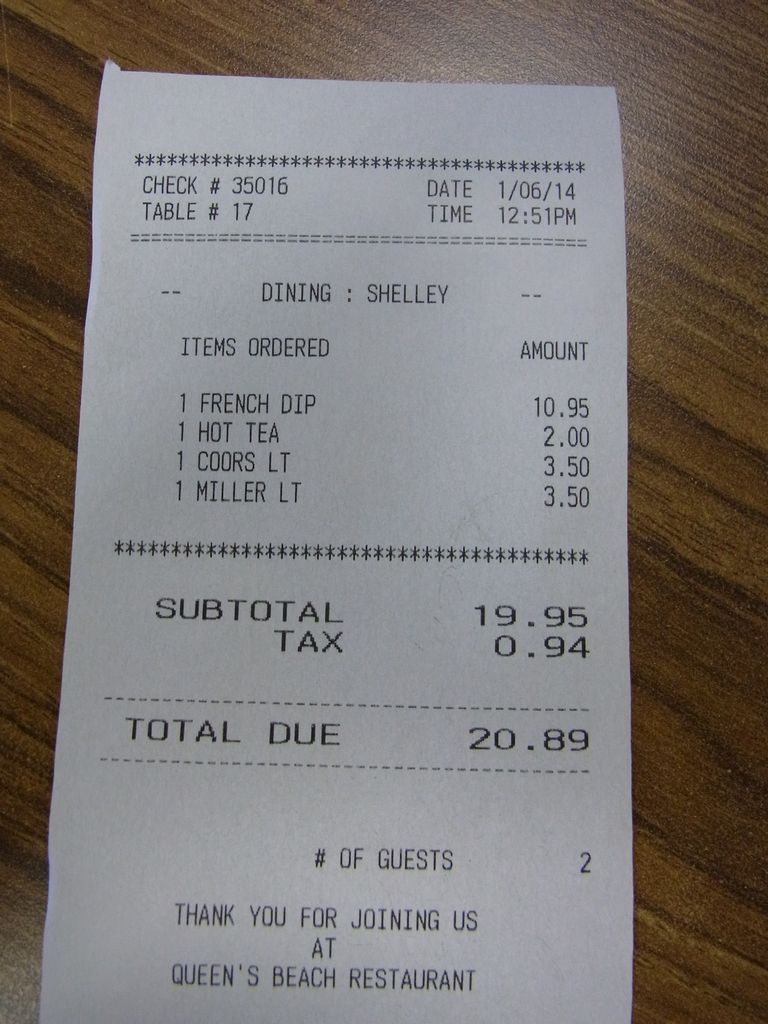 ****************************************
CHECK # 35016 DATE 1/06/14
TABLE # 17 TIME 12:51PM
========================================
-- DINING : SHELLEY --
ITEMS ORDERED AMOUNT
1 FRENCH DIP 10.95
1 HOT TEA 2.00
1 COORS LT 3.50
1 MILLER LT 3.50
****************************************
SUBTOTAL 19.95
TAX 0.94
----------------------------------------
TOTAL DUE 20.89
----------------------------------------
# OF GUESTS 2
THANK YOU FOR JOINING US
AT
QUEEN'S BEACH RESTAURANT